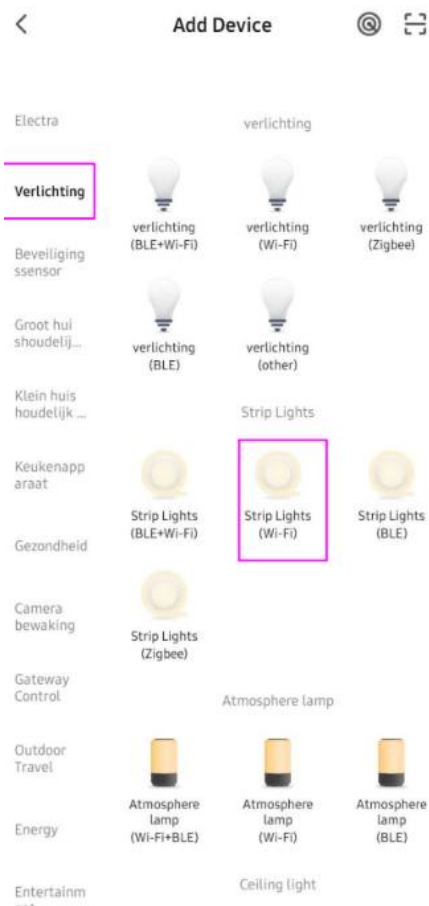 Add Device
Electra
Verlichting
Beveiliging
ssensor
Groot hui
shoudelij...
Klein huis
houdelijk ...
Keukenapp
araat
Gezondheid
Camera
bewaking
Gateway
Control
Outdoor
Travel
Energy
Entertainm
verlichting
verlichting
(BLE+Wi-Fi)
verlichting
(Wi-Fi)
verlichting
(Zigbee)
verlichting
(BLE)
verlichting
(other)
Strip Lights
Strip Lights
(BLE+Wi-Fi)
Strip Lights
(Wi-Fi)
Strip Lights
(BLE)
Strip Lights
(Zigbee)
Atmosphere lamp
Atmosphere
lamp
(Wi-Fi+BLE)
Atmosphere
lamp
(Wi-Fi)
Atmosphere
lamp
(BLE)
Ceiling light